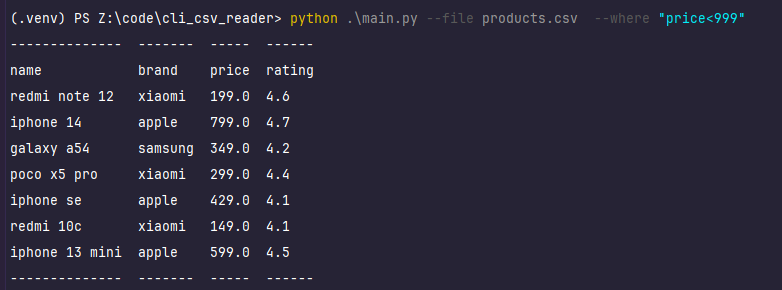 (.venv) PS Z:\code\cli_csv_reader> python .\main.py --file products.csv  --where "price<999"
--------------  -------  -----  ------
name            brand    price  rating
redmi note 12   xiaomi   199.0  4.6
iphone 14       apple    799.0  4.7
galaxy a54      samsung  349.0  4.2
poco x5 pro     xiaomi   299.0  4.4
iphone se       apple    429.0  4.1
redmi 10c       xiaomi   149.0  4.1
iphone 13 mini  apple    599.0  4.5
--------------  -------  -----  ------